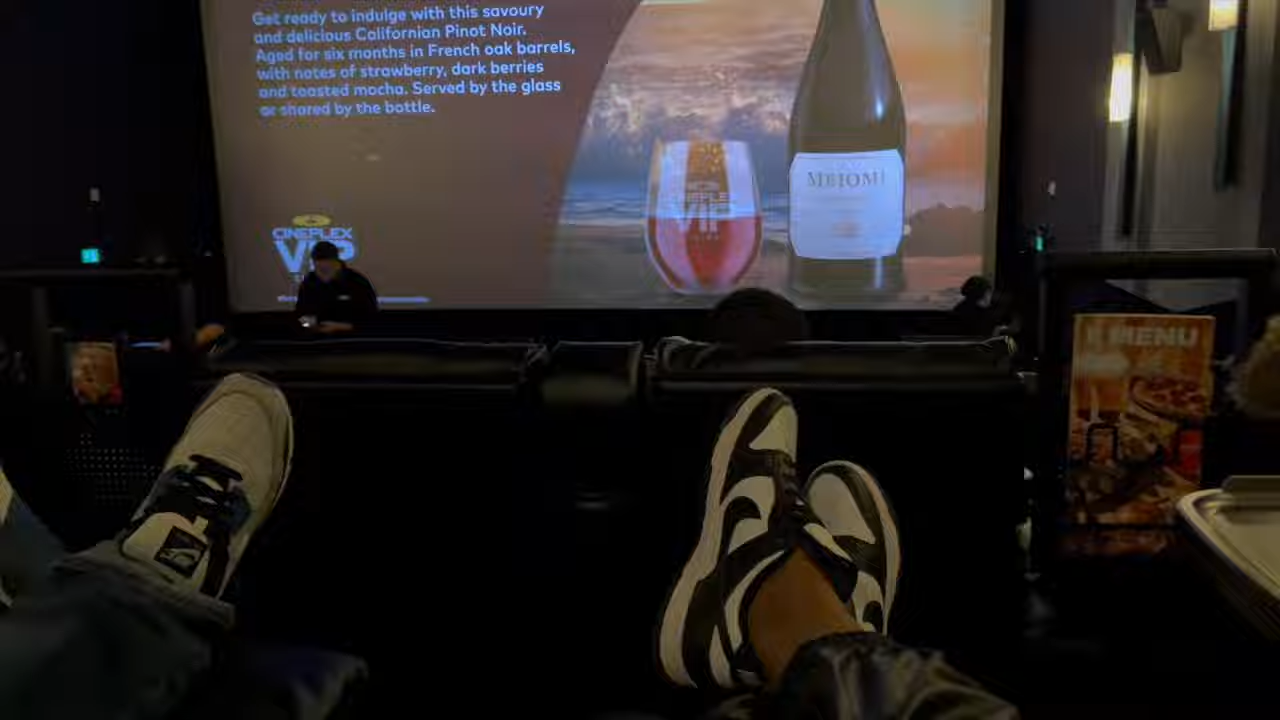 Get ready to indulge with this savoury
and delicious Californian Pinot Noir.
Aged for six months in French oak barrels,
with notes of strawberry, dark berries
and toasted mocha. Served by the glass
or shared by the bottle.
CINEPLEX
VIP
CINEPLEX
VIP
MEIOMI
MENU